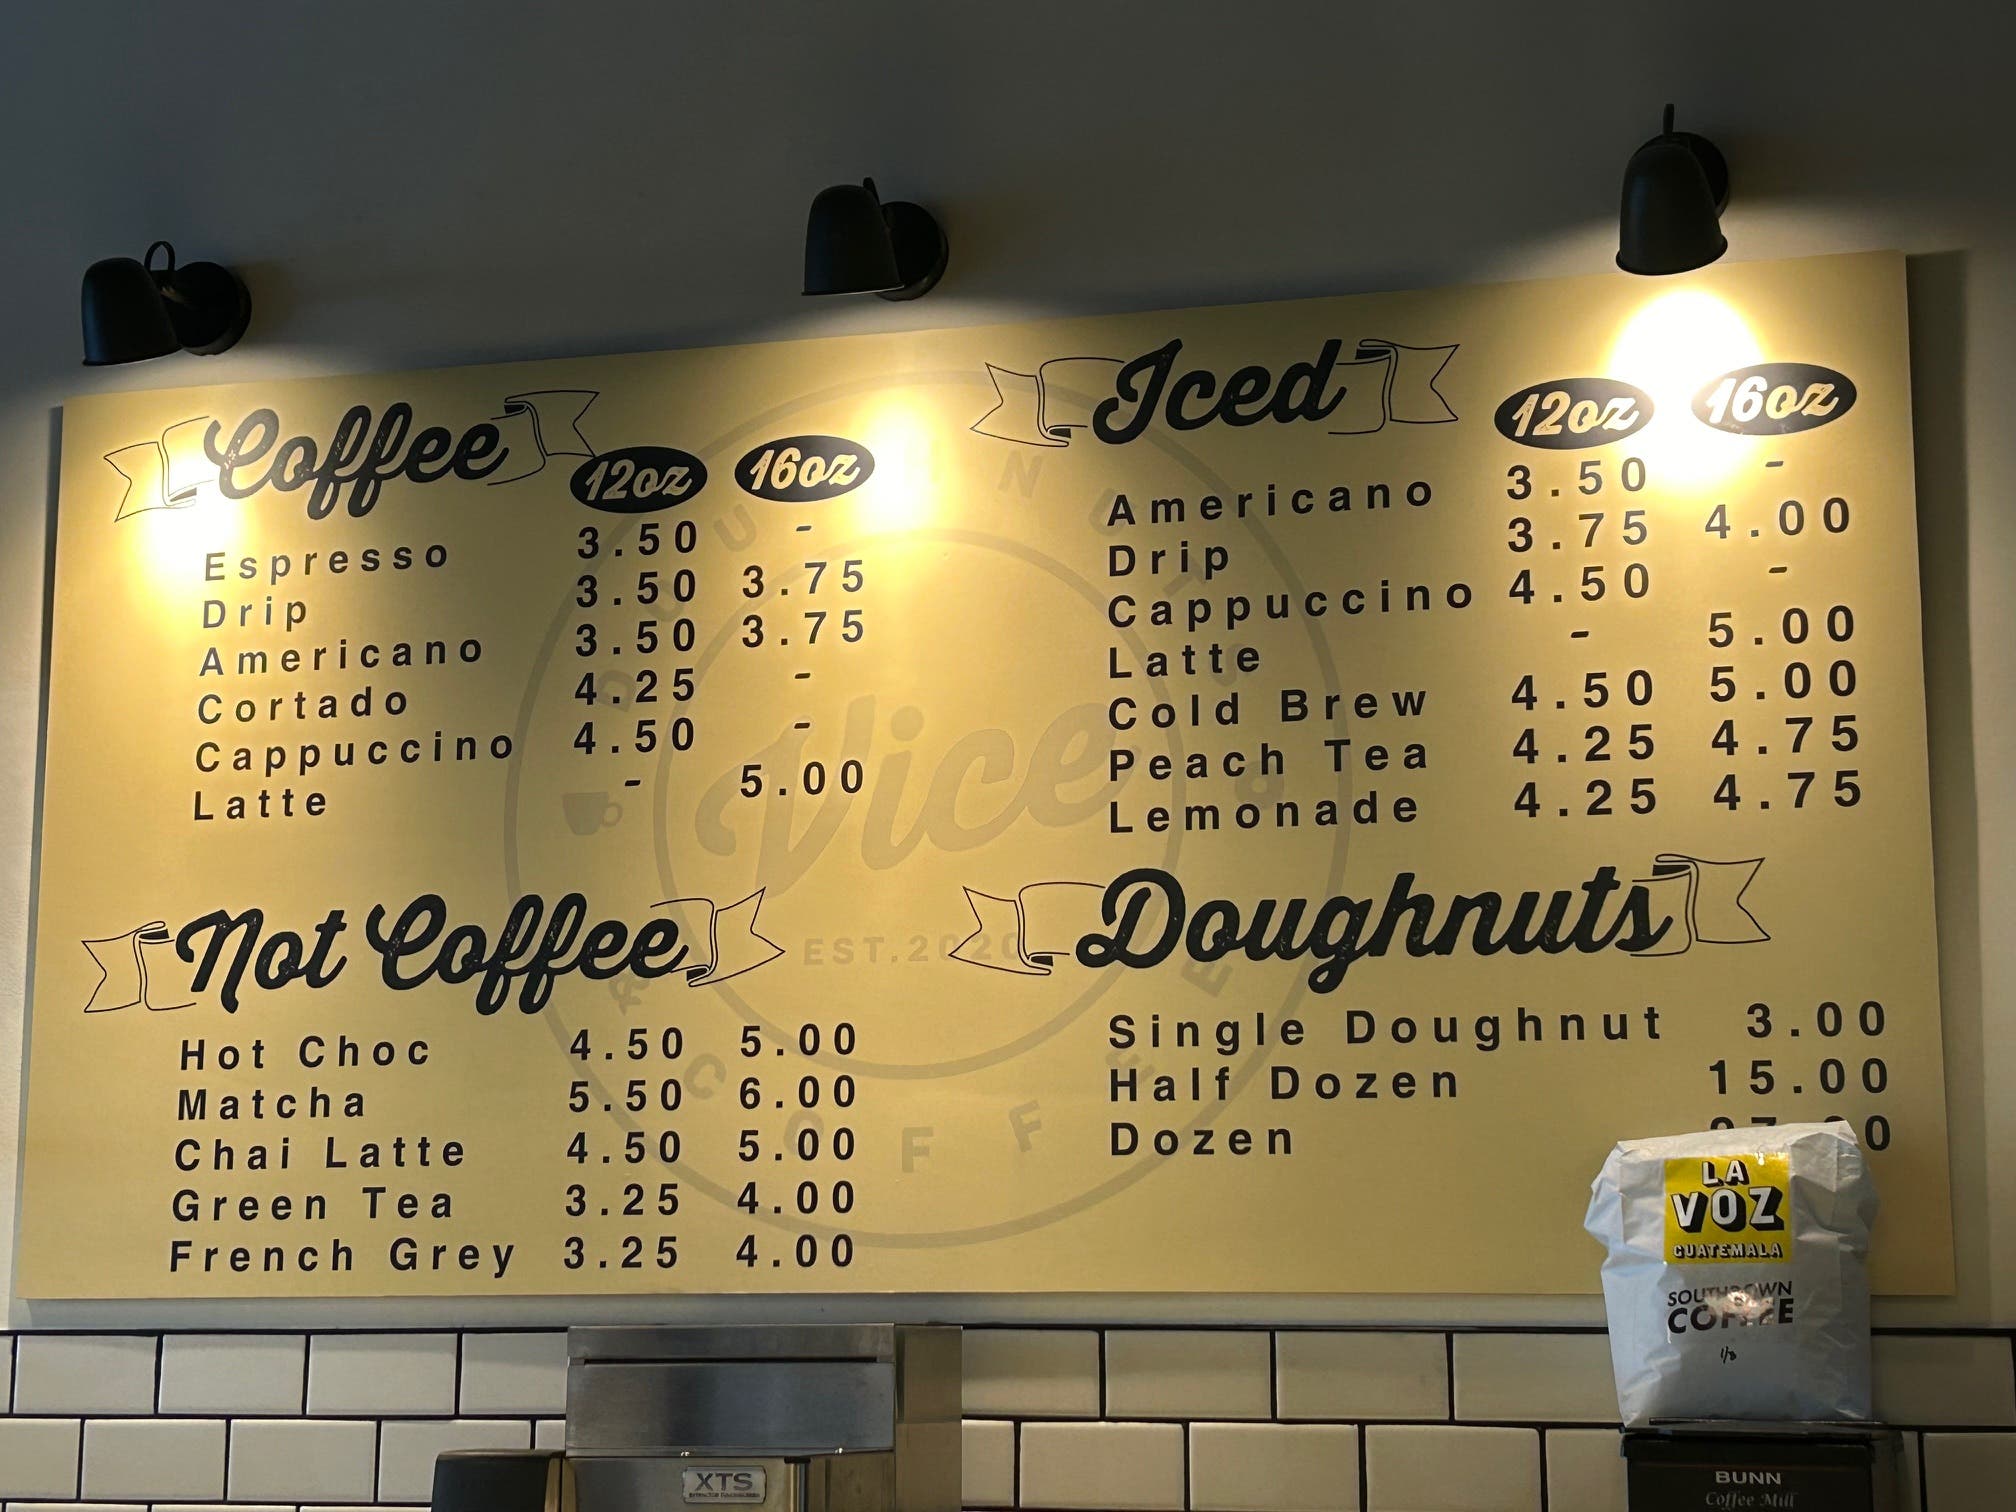 Coffee 12oz 16oz
Espresso 3.50 -
Drip 3.50 3.75
Americano 3.50 3.75
Cortado 4.25 -
Cappuccino 4.50 -
Latte - 5.00
Not Coffee
Hot Choc 4.50 5.00
Matcha 5.50 6.00
Chai Latte 4.50 5.00
Green Tea 3.25 4.00
French Grey 3.25 4.00
Iced 12oz 16oz
Americano 3.50 -
Drip 3.75 4.00
Cappuccino 4.50 -
Latte - 5.00
Cold Brew 4.50 5.00
Peach Tea 4.25 4.75
Lemonade 4.25 4.75
Doughnuts
Single Doughnut 3.00
Half Dozen 15.00
Dozen
DOUGHNUTS
Vice
EST.2020
& COFFEE
LA
VOZ
GUATEMALA
SOUTHDOWN
COFFEE
XTS
BUNN
Coffee Mill